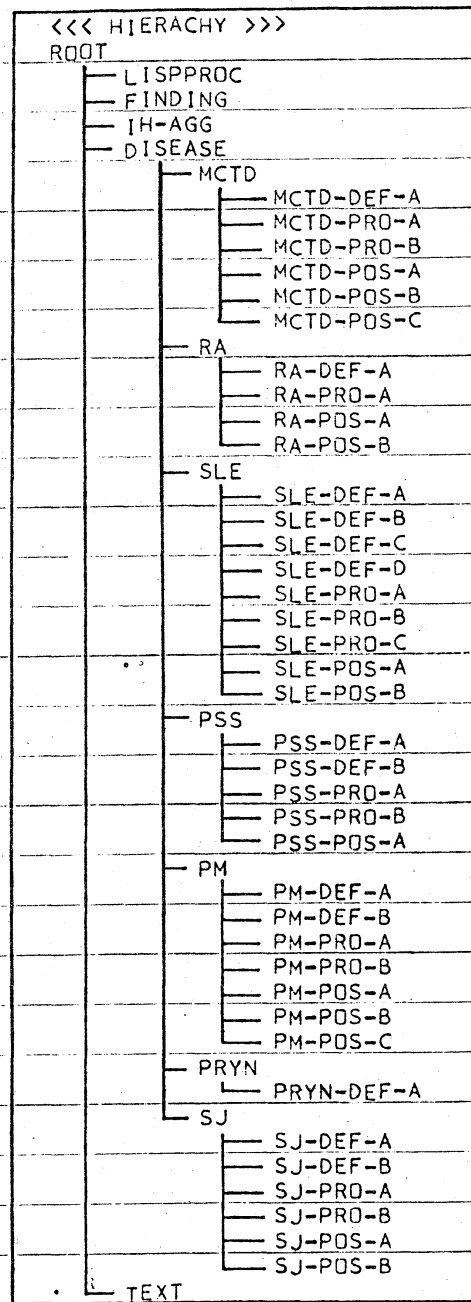 <<< HIERACHY >>>
ROOT
LISPPROC
FINDING
IH-AGG
DISEASE
MCTD
MCTD-DEF-A
MCTD-PRO-A
MCTD-PRO-B
MCTD-POS-A
MCTD-POS-B
MCTD-POS-C
RA
RA-DEF-A
RA-PRO-A
RA-POS-A
RA-POS-B
SLE
SLE-DEF-A
SLE-DEF-B
SLE-DEF-C
SLE-DEF-D
SLE-PRO-A
SLE-PRO-B
SLE-PRO-C
SLE-POS-A
SLE-POS-B
PSS
PSS-DEF-A
PSS-DEF-B
PSS-PRO-A
PSS-PRO-B
PSS-POS-A
PM
PM-DEF-A
PM-DEF-B
PM-PRO-A
PM-PRO-B
PM-POS-A
PM-POS-B
PM-POS-C
PRYN
PRYN-DEF-A
SJ
SJ-DEF-A
SJ-DEF-B
SJ-PRO-A
SJ-PRO-B
SJ-POS-A
SJ-POS-B
TEXT